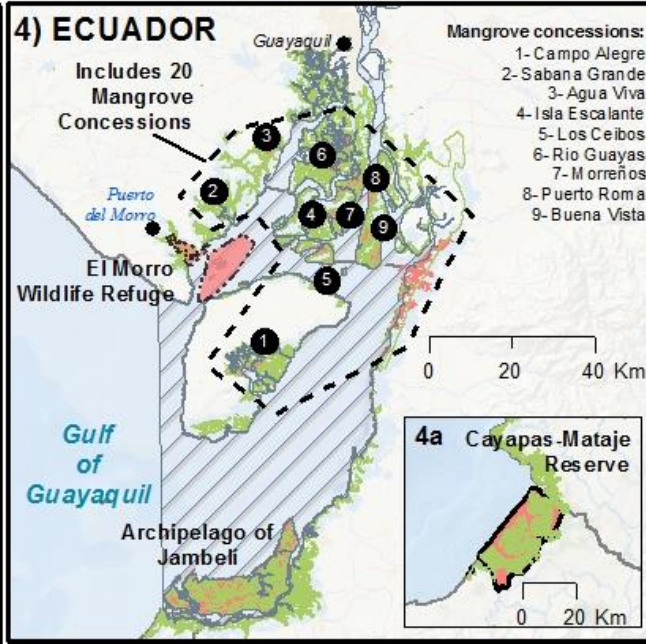 4) ECUADOR
Guayaquil
Mangrove concessions:
1- Campo Alegre
2- Sabana Grande
3- Agua Viva
4- Isla Escalante
5- Los Ceibos
6- Rio Guayas
7- Morreños
8- Puerto Roma
9- Buena Vista
Includes 20
Mangrove
Concessions
3
6
8
2
4
7
9
5
1
Puerto
del Morro
El Morro
Wildlife Refuge
0 20 40 Km
Gulf
of
Guayaquil
Archipelago of
Jambelí
4a Cayapas-Mataje
Reserve
0 20 Km